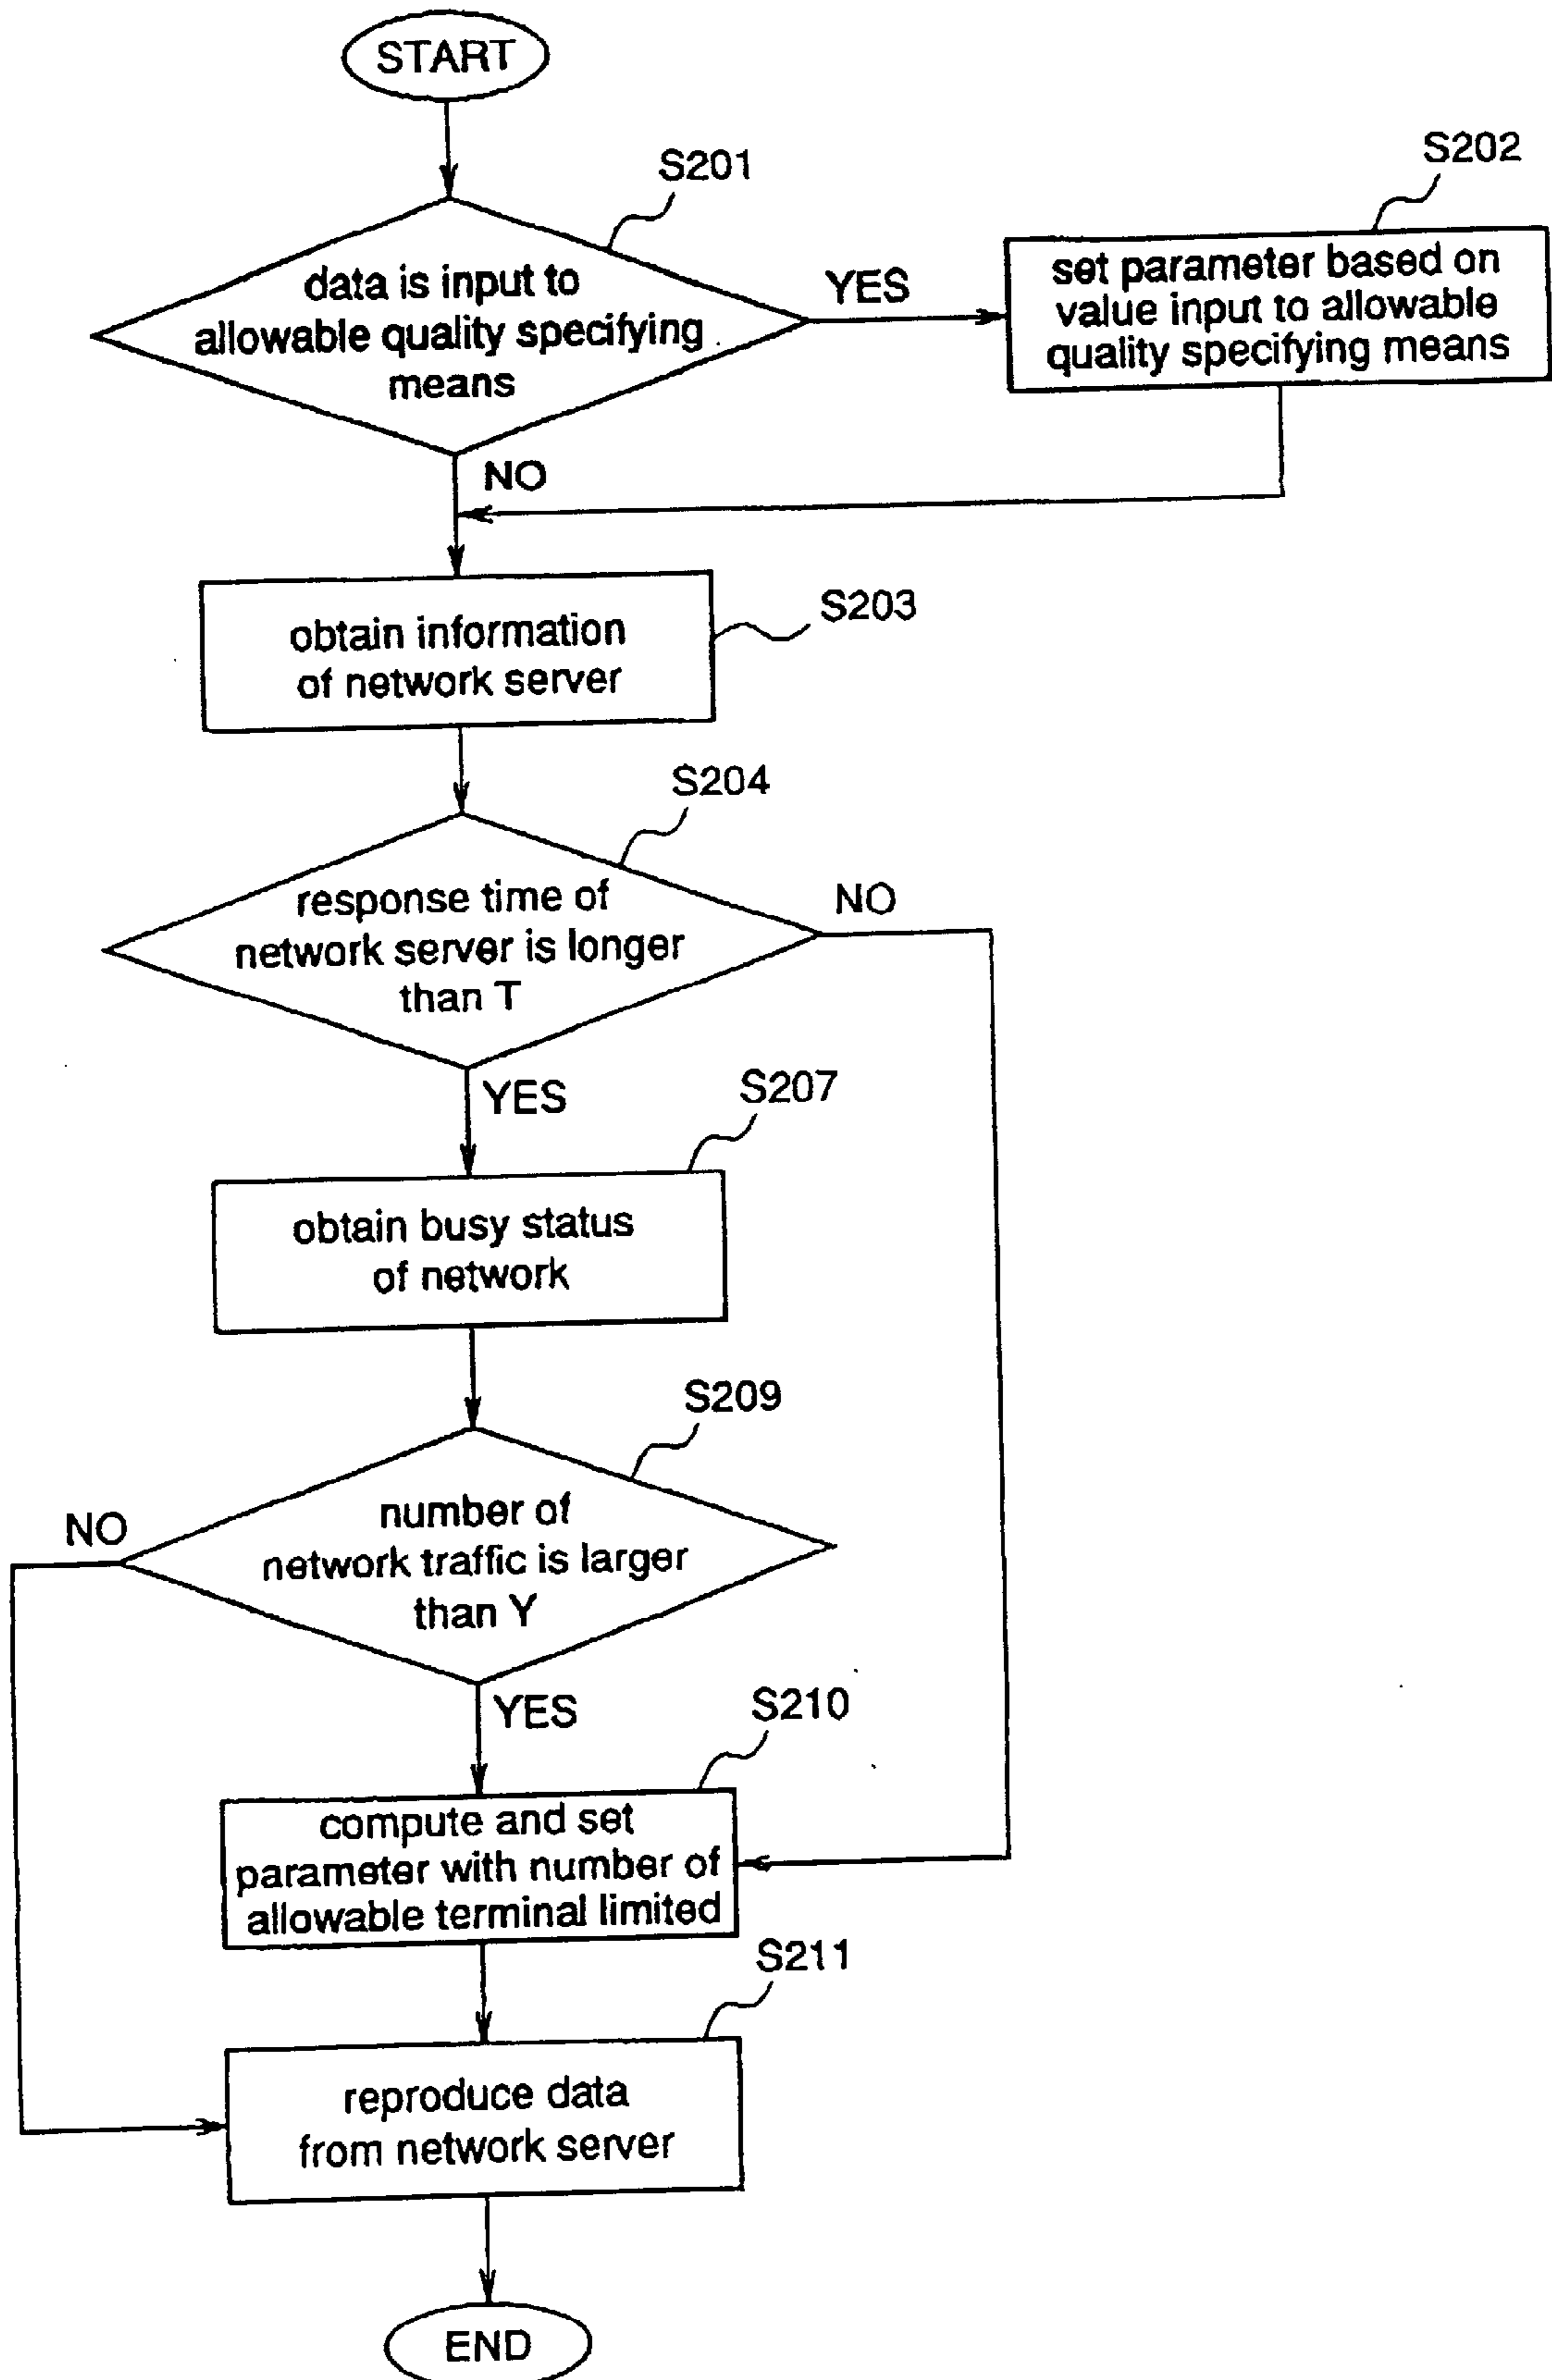 START
S201
data is input to
allowable quality specifying
means
YES
S202
set parameter based on
value input to allowable
quality specifying means
NO
obtain information
of network server
S203
S204
response time of
network server is longer
than T
NO
YES
S207
obtain busy status
of network
S209
number of
network traffic is larger
than Y
NO
YES
S210
compute and set
parameter with number of
allowable terminal limited
S211
reproduce data
from network server
END